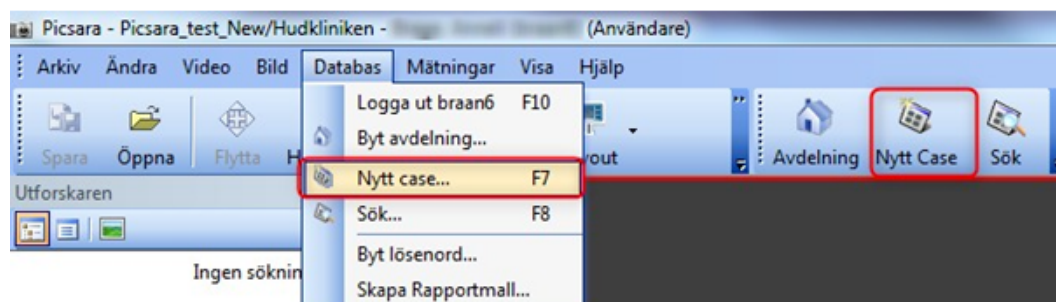 Picsara - Picsara_test_New/Hudkliniken - (Användare)
Arkiv Ändra Video Bild Databas Mätningar Visa Hjälp
Spara Öppna Flytta H
Logga ut braan6 F10
Byt avdelning...
Nytt case... F7
Sök... F8
Byt lösenord...
Skapa Rapportmall...
out
Avdelning Nytt Case Sök
Utforskaren
Ingen söknin